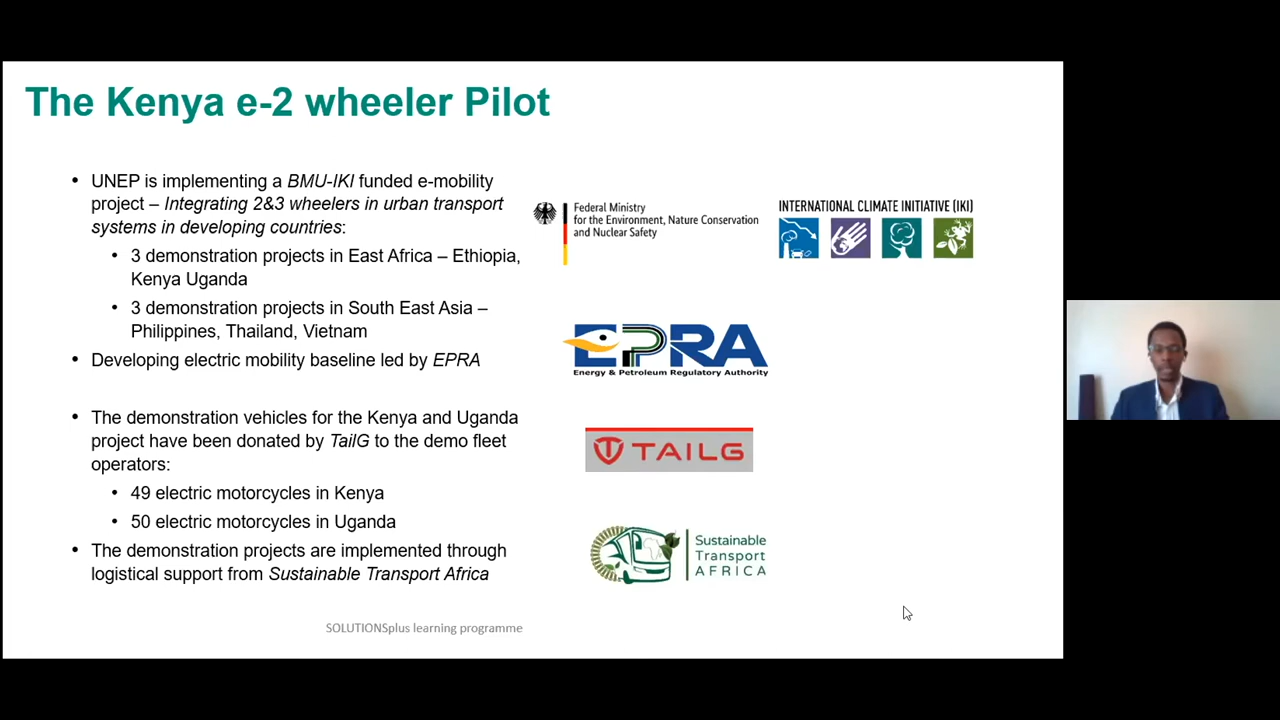 The Kenya e-2 wheeler Pilot
• UNEP is implementing a BMU-IKI funded e-mobility
project – Integrating 2&3 wheelers in urban transport
systems in developing countries:
• 3 demonstration projects in East Africa – Ethiopia,
Kenya Uganda
• 3 demonstration projects in South East Asia –
Philippines, Thailand, Vietnam
• Developing electric mobility baseline led by EPRA
• The demonstration vehicles for the Kenya and Uganda
project have been donated by TailG to the demo fleet
operators:
• 49 electric motorcycles in Kenya
• 50 electric motorcycles in Uganda
• The demonstration projects are implemented through
logistical support from Sustainable Transport Africa
Federal Ministry
for the Environment, Nature Conservation
and Nuclear Safety
INTERNATIONAL CLIMATE INITIATIVE (IKI)
EPRA
Energy & Petroleum Regulatory Authority
TAILG
Sustainable
Transport
AFRICA
SOLUTIONSplus learning programme